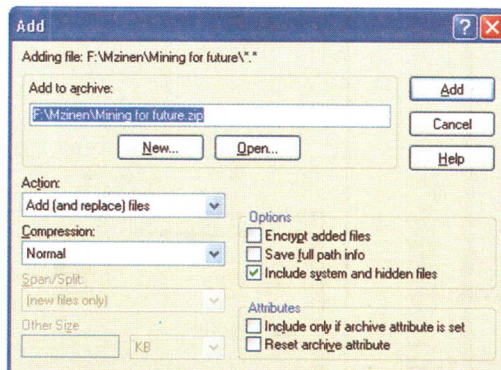 Add
Adding file: F:\Mzinen\Mining for future\*.*
Add to archive:
F:\Mzinen\Mining for future.zip
New... Open...
Add
Cancel
Help
Action:
Add (and replace) files
Compression:
Normal
Span/Split:
(new files only)
Other Size
KB
Options
Encrypt added files
Save full path info
Include system and hidden files
Attributes
Include only if archive attribute is set
Reset archive attribute